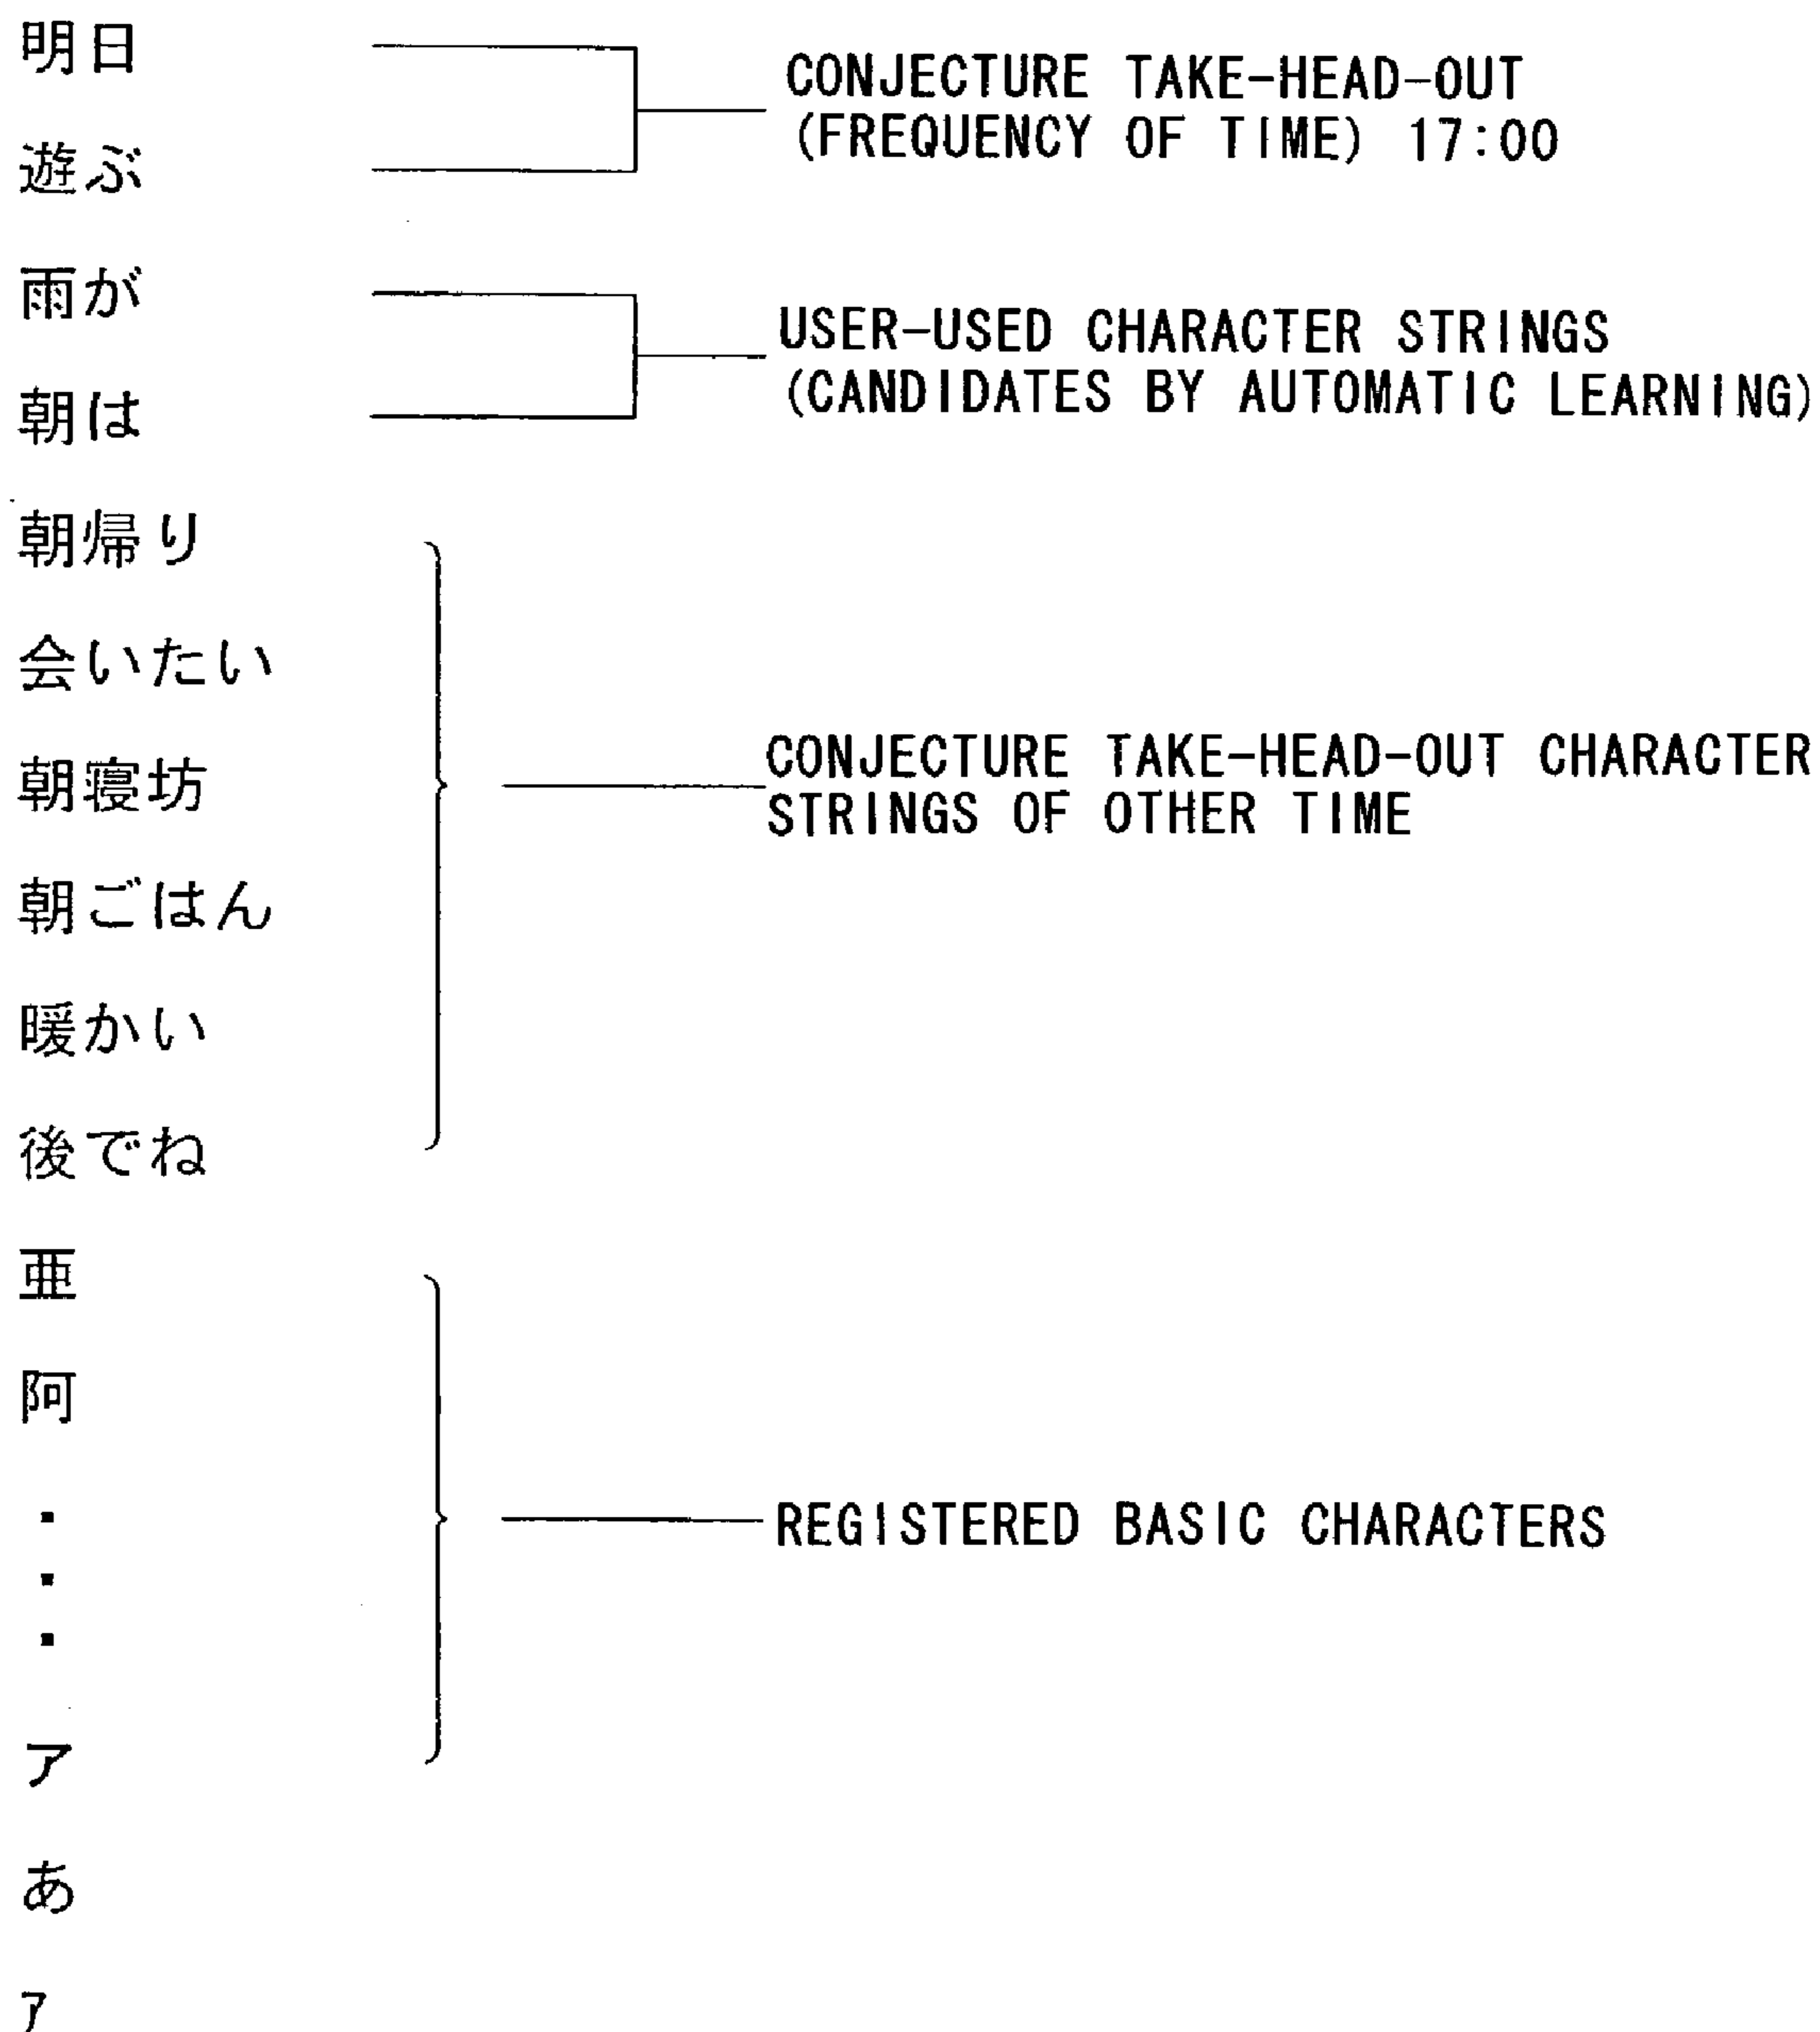 明日
CONJECTURE TAKE-HEAD-OUT
(FREQUENCY OF TIME) 17:00
遊ぶ
雨が
USER-USED CHARACTER STRINGS
(CANDIDATES BY AUTOMATIC LEARNING)
朝は
朝帰り
会いたい
朝寝坊
CONJECTURE TAKE-HEAD-OUT CHARACTER
STRINGS OF OTHER TIME
朝ごはん
暖かい
後でね
亜
阿
・
・
・
REGISTERED BASIC CHARACTERS
ア
あ
ｱ